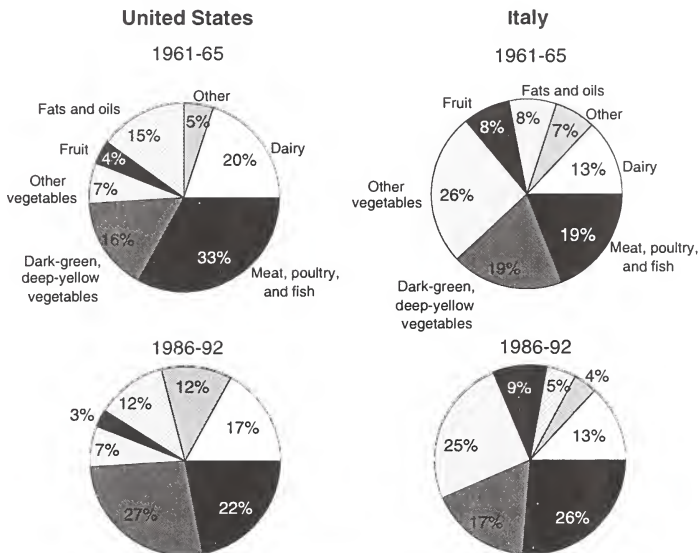 United States
1961-65
Other
Fats and oils
5%
15%
Fruit
4%
20%
Dairy
Other
vegetables
7%
16%
33%
Dark-green,
deep-yellow
vegetables
Meat, poultry,
and fish
1986-92
12%
12%
3%
17%
7%
27%
22%
Italy
1961-65
Fats and oils
Fruit
Other
8%
8%
7%
13%
Dairy
Other
vegetables
26%
19%
19%
Meat, poultry,
and fish
Dark-green,
deep-yellow
vegetables
1986-92
9%
5%
4%
13%
25%
17%
26%